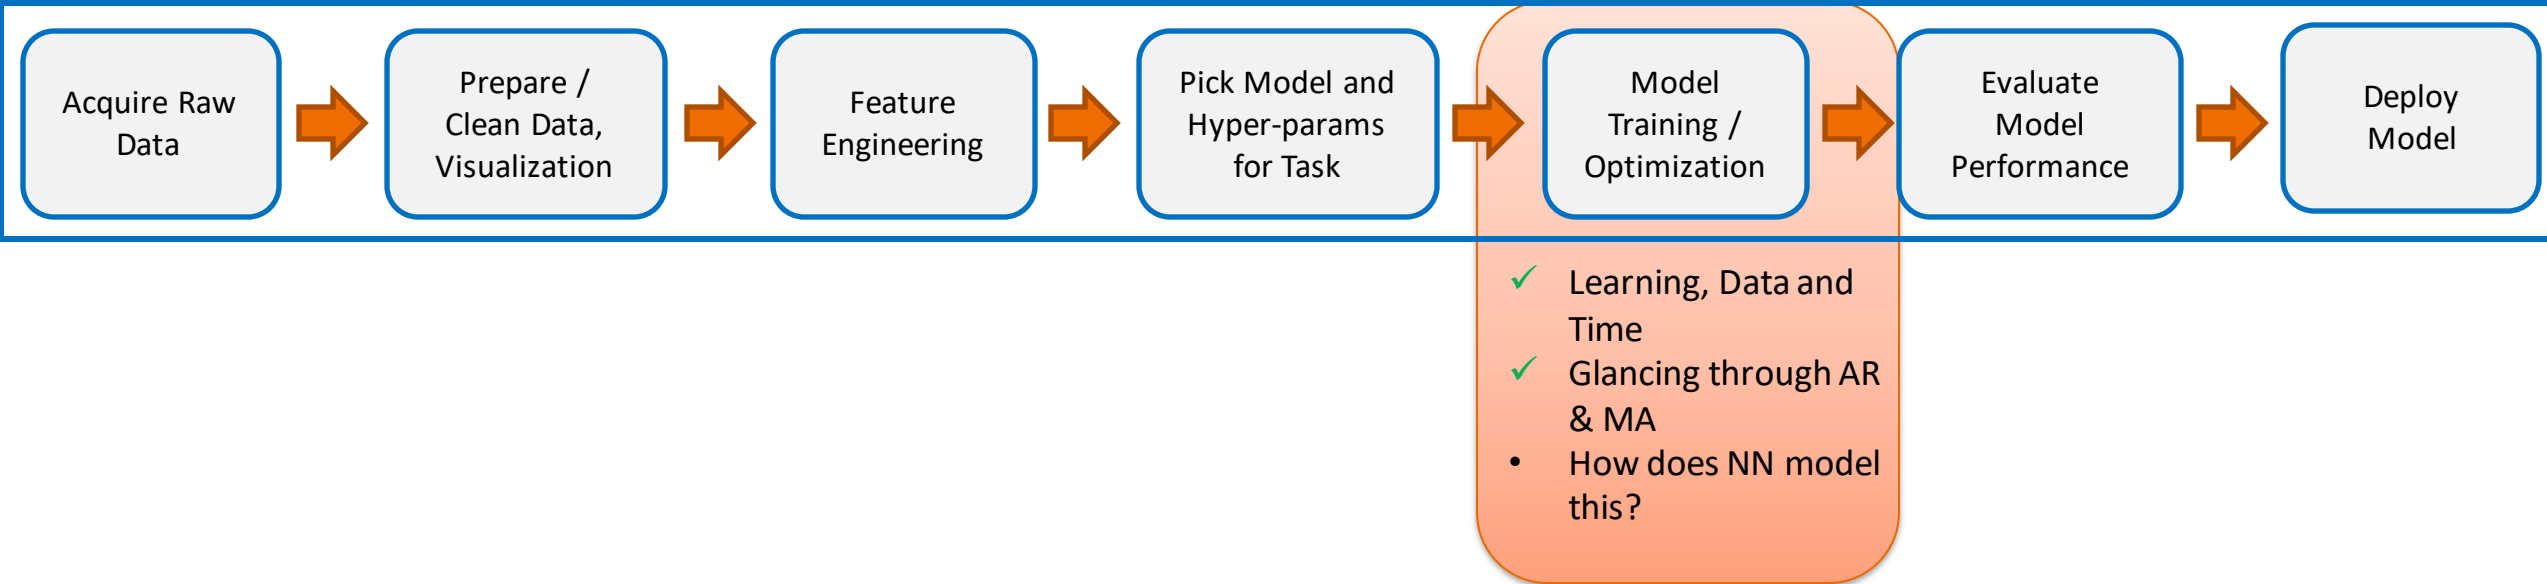 Acquire Raw
Data
Prepare /
Clean Data,
Visualization
Feature
Engineering
Pick Model and
Hyper-params
for Task
Model
Training /
Optimization
Evaluate
Model
Performance
Deploy
Model
✓ Learning, Data and
Time
✓ Glancing through AR
& MA
• How does NN model
this?